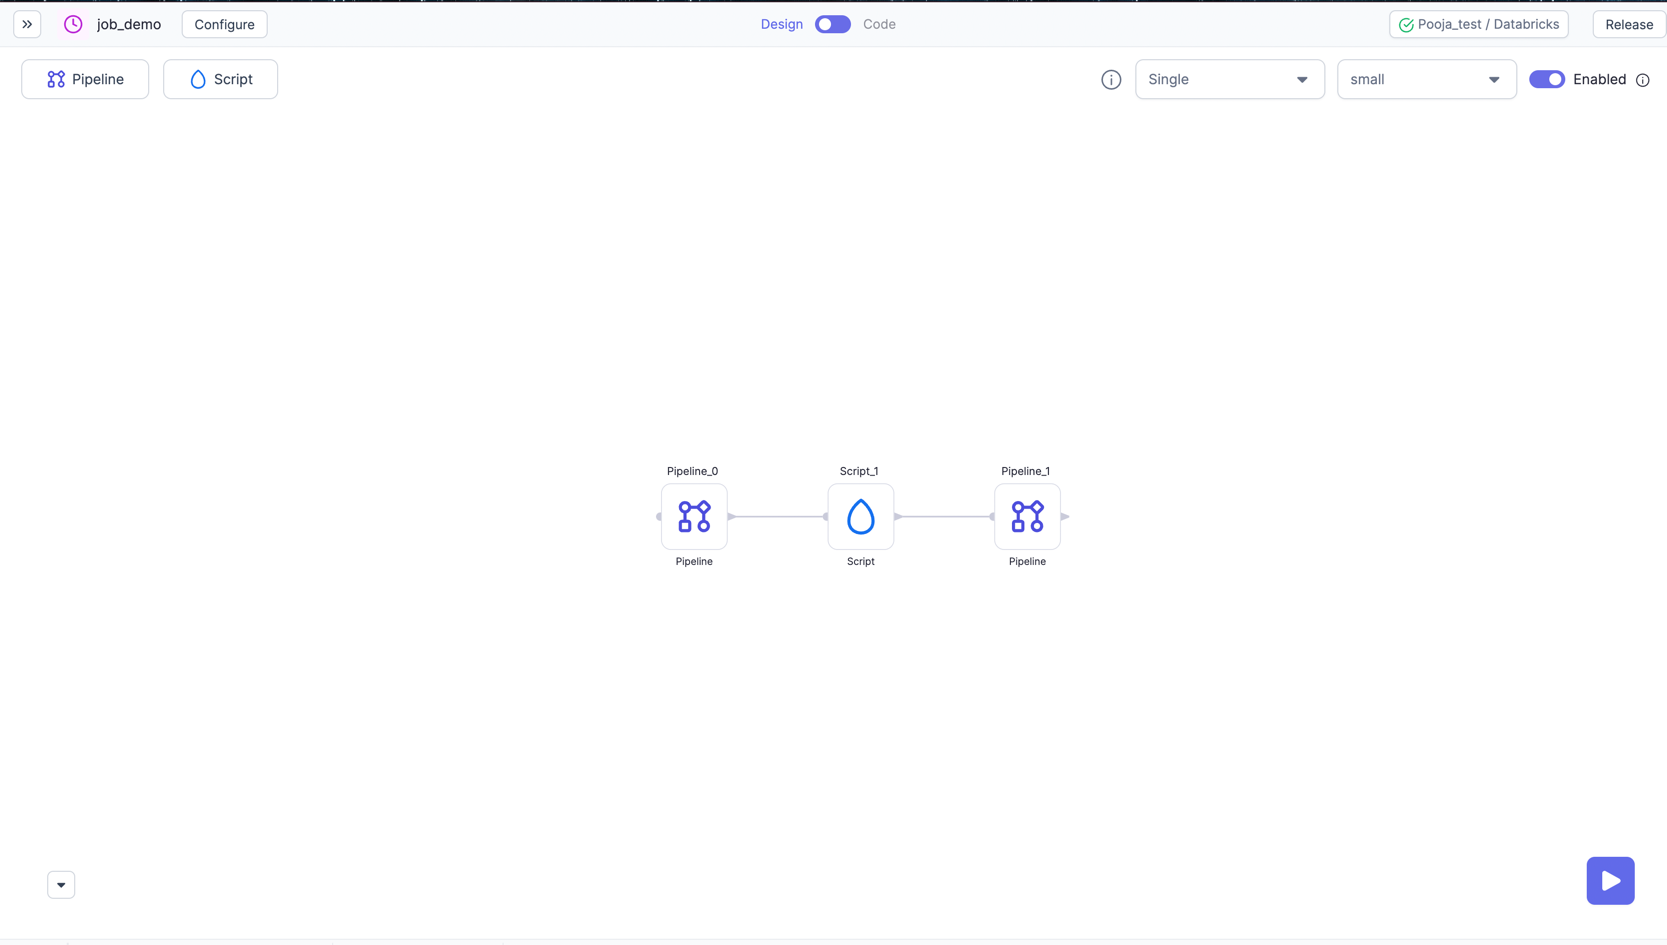 job_demo
Configure
Design
Code
Pooja_test / Databricks
Release
Pipeline
Script
Single
small
Enabled
Pipeline_0
Script_1
Pipeline_1
Pipeline
Script
Pipeline